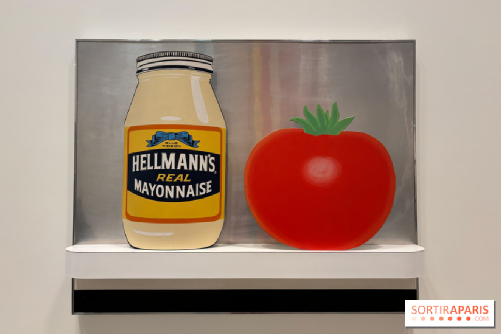 HELLMANN'S
REAL
MAYONNAISE
SORTIRAPARIS
.COM